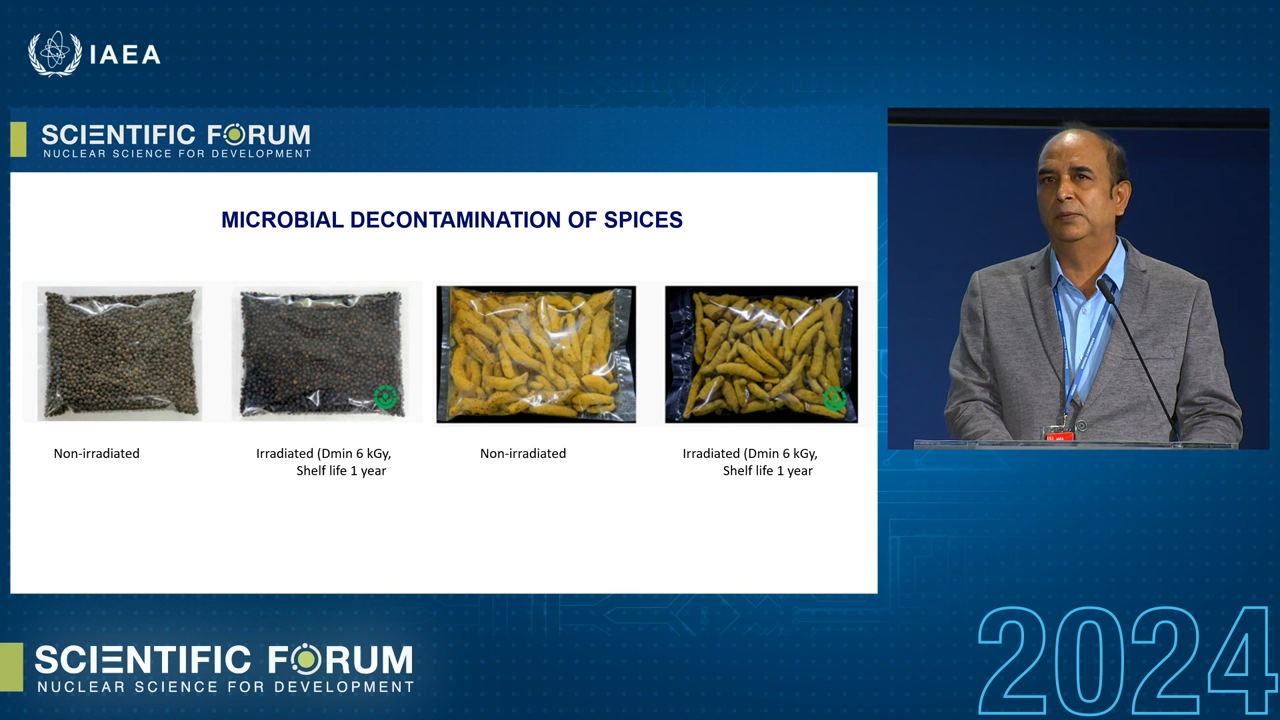 IAEA
SCIENTIFIC FORUM
NUCLEAR SCIENCE FOR DEVELOPMENT
MICROBIAL DECONTAMINATION OF SPICES
Non-irradiated
Irradiated (Dmin 6 kGy,
Shelf life 1 year
Non-irradiated
Irradiated (Dmin 6 kGy,
Shelf life 1 year
SCIENTIFIC FORUM
NUCLEAR SCIENCE FOR DEVELOPMENT
2024